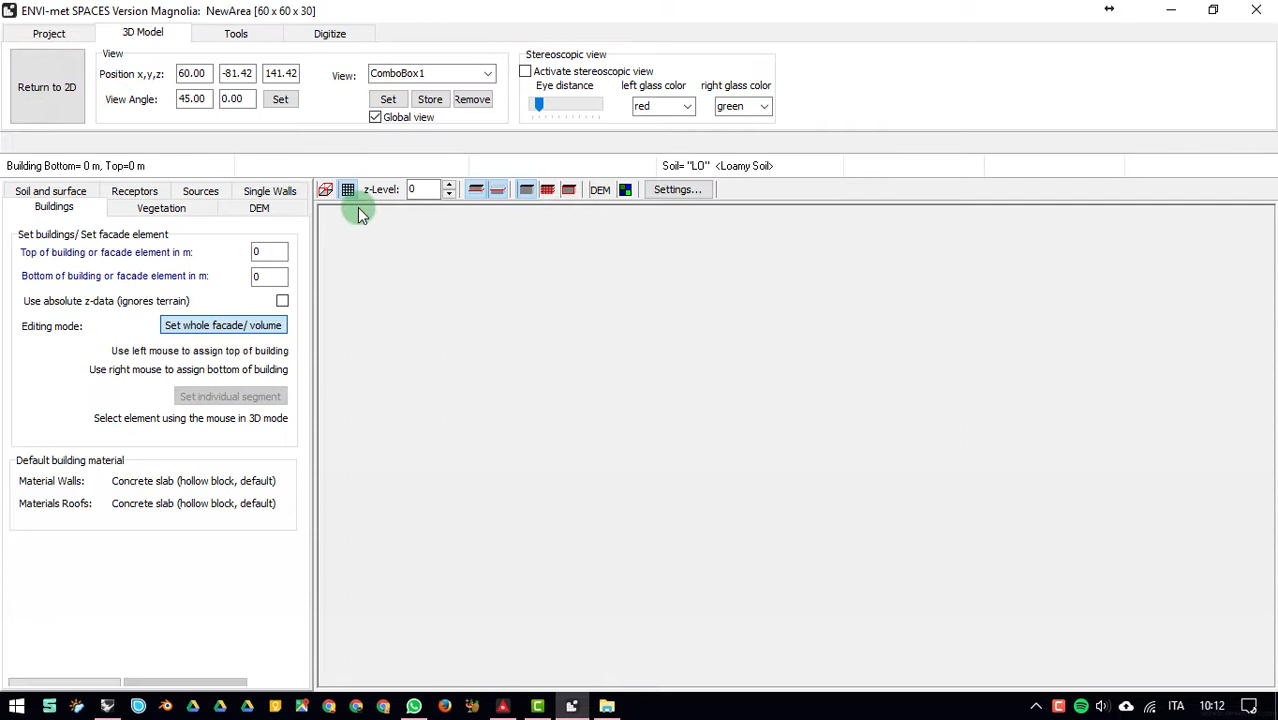 ENVI-met SPACES Version Magnolia:  NewArea [60 x 60 x 30]
Project
3D Model
Tools
Digitize
View
Position x,y,z:
60.00
-81.42
141.42
View:
ComboBox1
View Angle:
45.00
0.00
Set
Set
Store
Remove
Global view
Return to 2D
Stereoscopic view
Activate stereoscopic view
Eye distance
left glass color
right glass color
red
green
Building Bottom= 0 m, Top=0 m
Soil= "LO"  <Loamy Soil>
Soil and surface
Receptors
Sources
Single Walls
Buildings
Vegetation
DEM
z-Level:
0
DEM
Settings...
Set buildings/ Set facade element
Top of building or facade element in m:
0
Bottom of building or facade element in m:
0
Use absolute z-data (ignores terrain)
Editing mode:
Set whole facade/ volume
Use left mouse to assign top of building
Use right mouse to assign bottom of building
Set individual segment
Select element using the mouse in 3D mode
Default building material
Material Walls:
Concrete slab (hollow block, default)
Materials Roofs:
Concrete slab (hollow block, default)
ITA
10:12